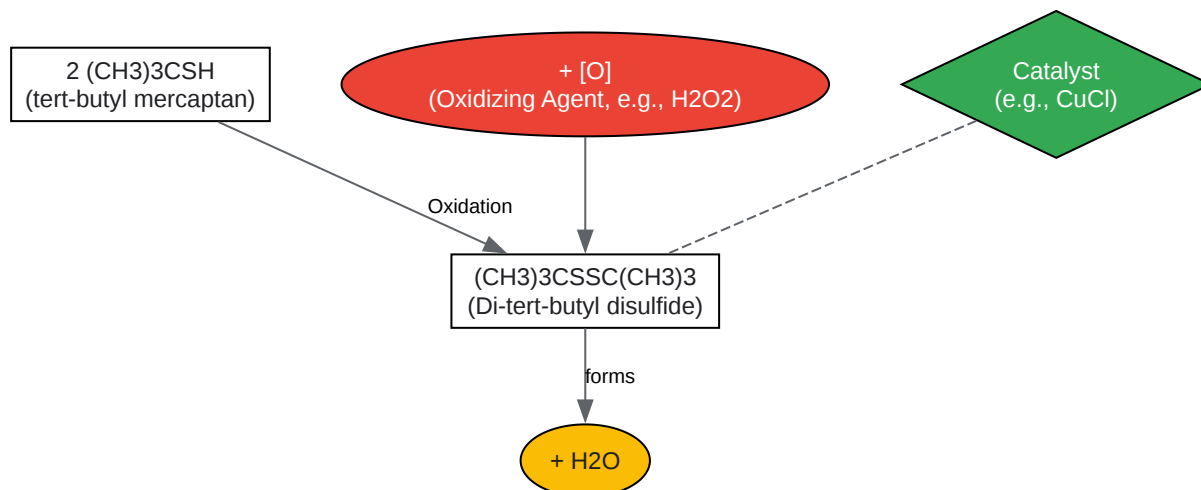 2 (CH3)3CSH
(tert-butyl mercaptan)
+ [O]
(Oxidizing Agent, e.g., H2O2)
Catalyst
(e.g., CuCl)
Oxidation
(CH3)3CSSC(CH3)3
(Di-tert-butyl disulfide)
forms
+ H2O